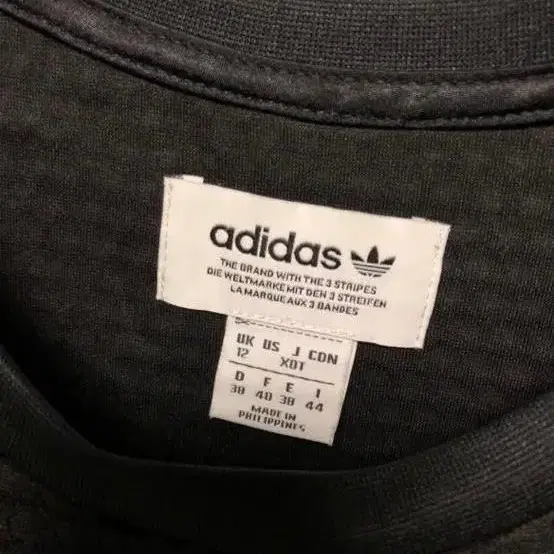 adidas
THE BRAND WITH THE 3 STRIPES
DIE WELTMARKE MIT DEN 3 STREIFEN
LA MARQUE AUX 3 BANDES
UK US J CDN
12 XOT
D F E I
38 40 38 44
MADE IN
PHILIPPINES